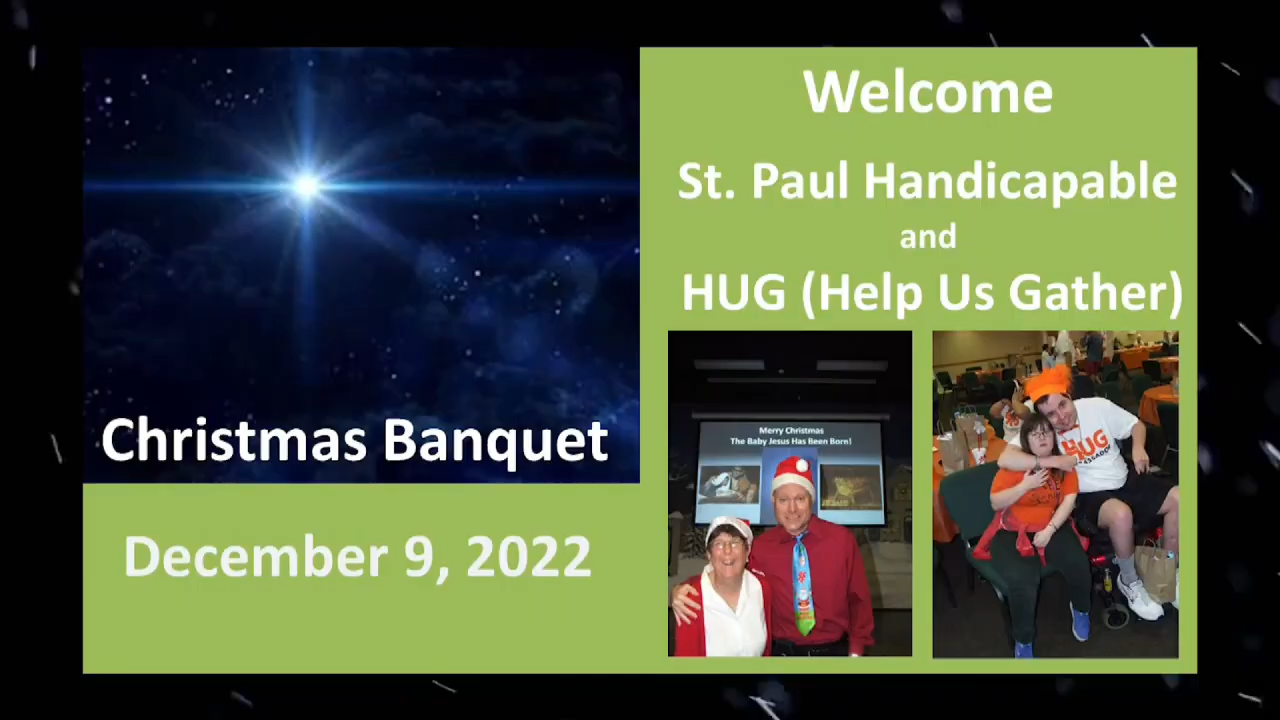 Christmas Banquet
December 9, 2022
Welcome
St. Paul Handicapable
and
HUG (Help Us Gather)
Merry Christmas
The Baby Jesus Has Been Born!
HUG